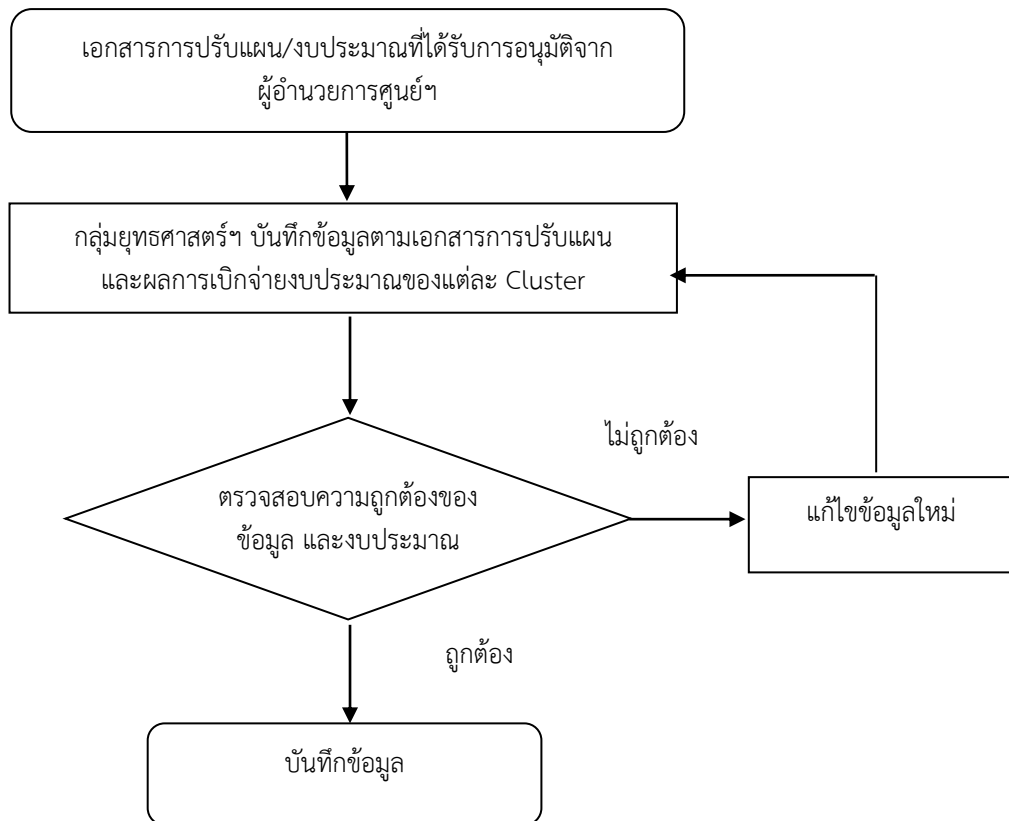 เอกสารการปรับแผน/งบประมาณที่ได้รับการอนุมัติจาก
ผู้อำนวยการศูนย์ฯ
กลุ่มยุทธศาสตร์ฯ บันทึกข้อมูลตามเอกสารการปรับแผน
และผลการเบิกจ่ายงบประมาณของแต่ละ Cluster
ไม่ถูกต้อง
ตรวจสอบความถูกต้องของ
ข้อมูล และงบประมาณ
แก้ไขข้อมูลใหม่
ถูกต้อง
บันทึกข้อมูล